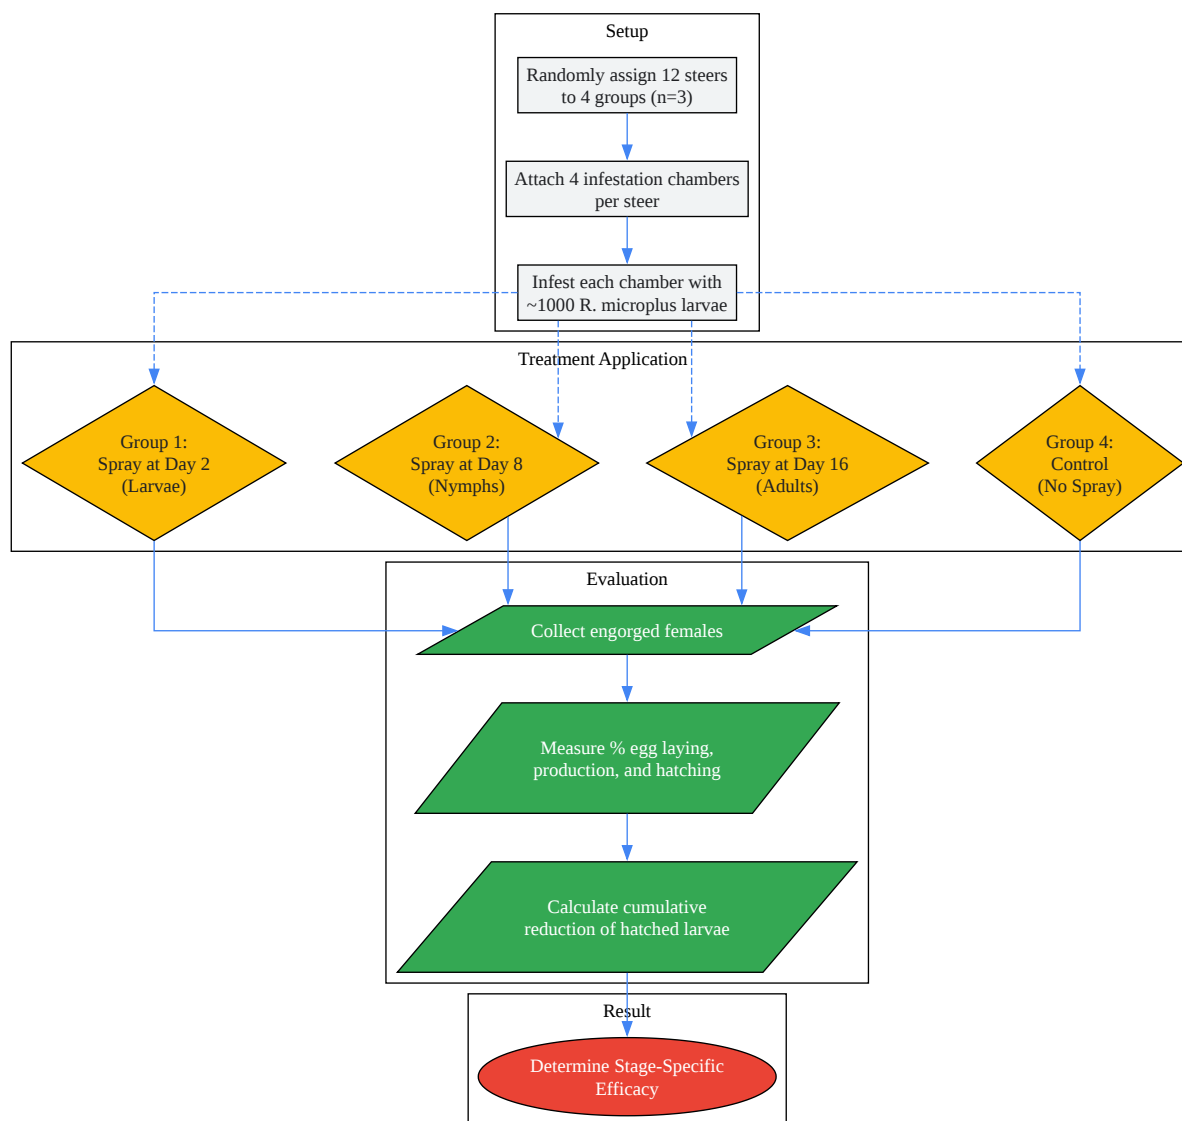 Setup
Randomly assign 12 steers
to 4 groups (n=3)
Attach 4 infestation chambers
per steer
Infest each chamber with
~1000 R. microplus larvae
Treatment Application
Group 1:
Spray at Day 2
(Larvae)
Group 2:
Spray at Day 8
(Nymphs)
Group 3:
Spray at Day 16
(Adults)
Group 4:
Control
(No Spray)
Evaluation
Collect engorged females
Measure % egg laying,
production, and hatching
Calculate cumulative
reduction of hatched larvae
Result
Determine Stage-Specific
Efficacy